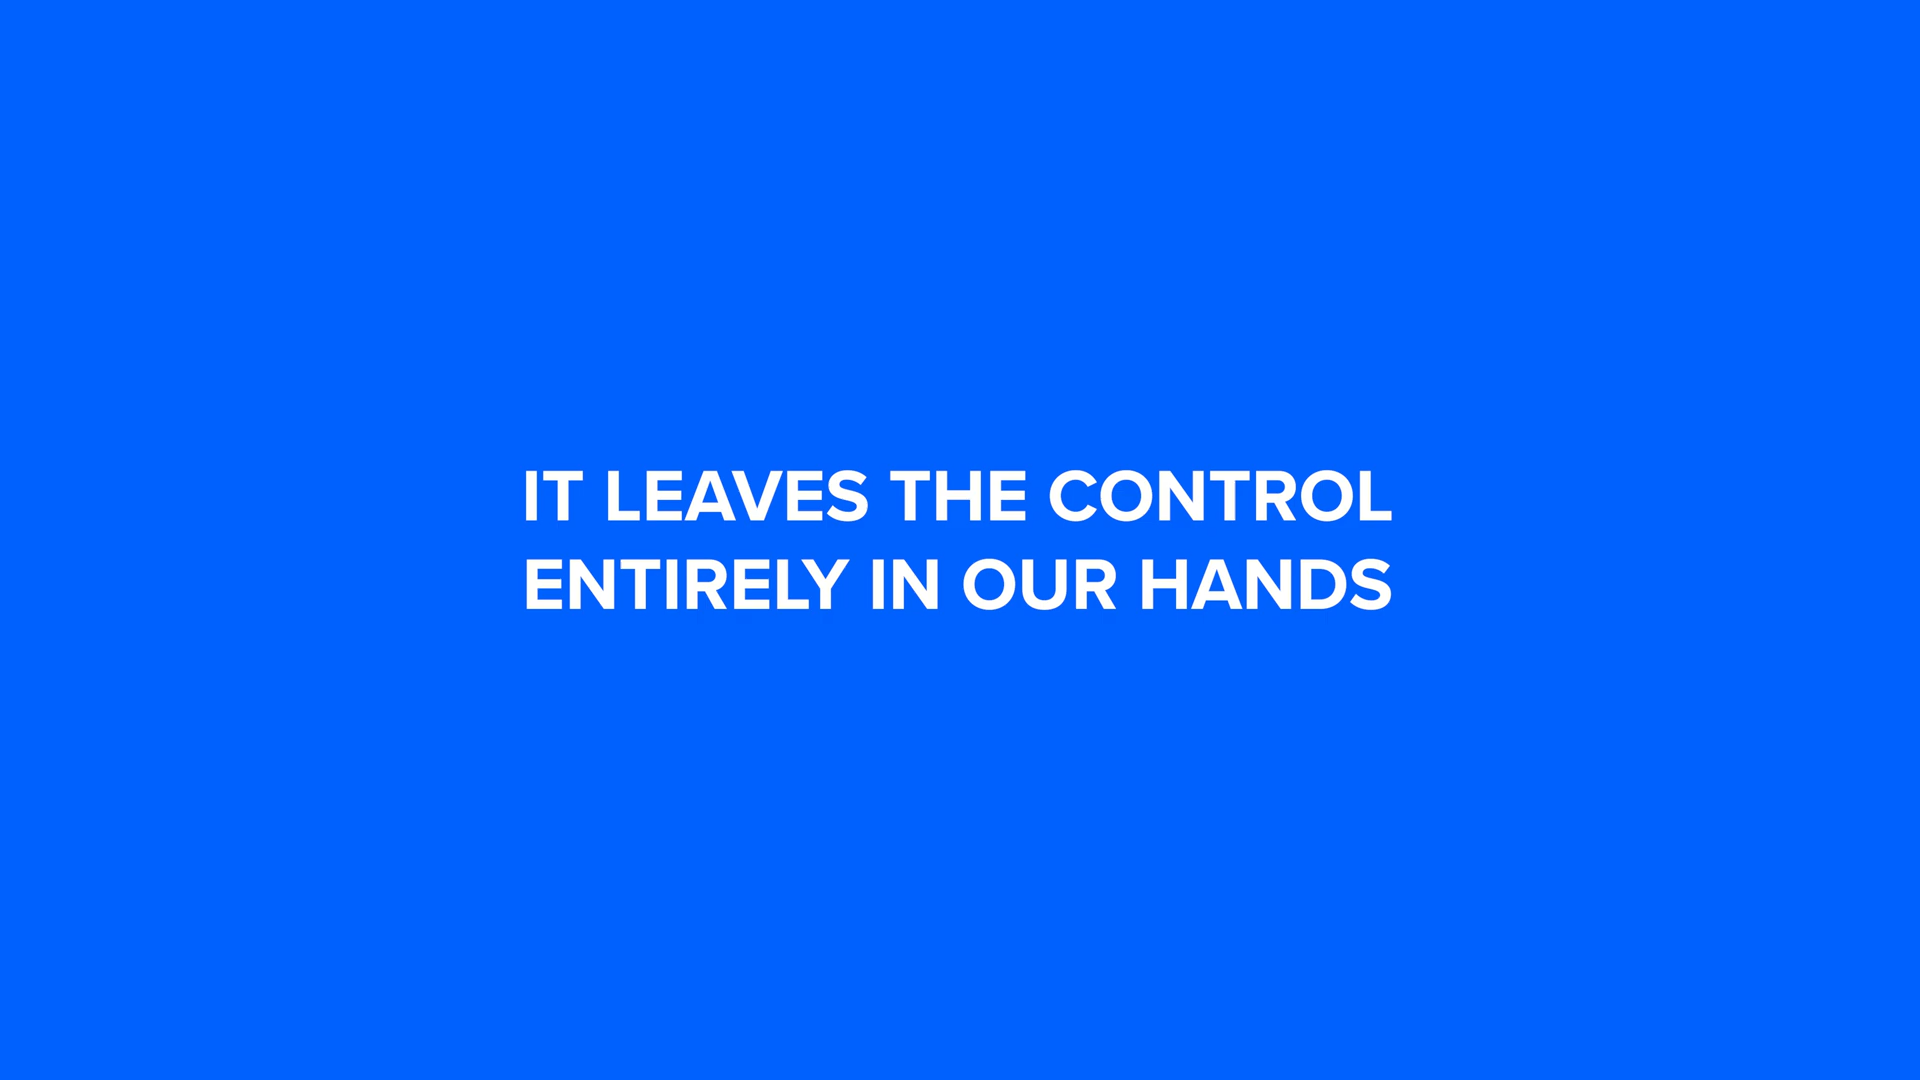 IT LEAVES THE CONTROL
ENTIRELY IN OUR HANDS